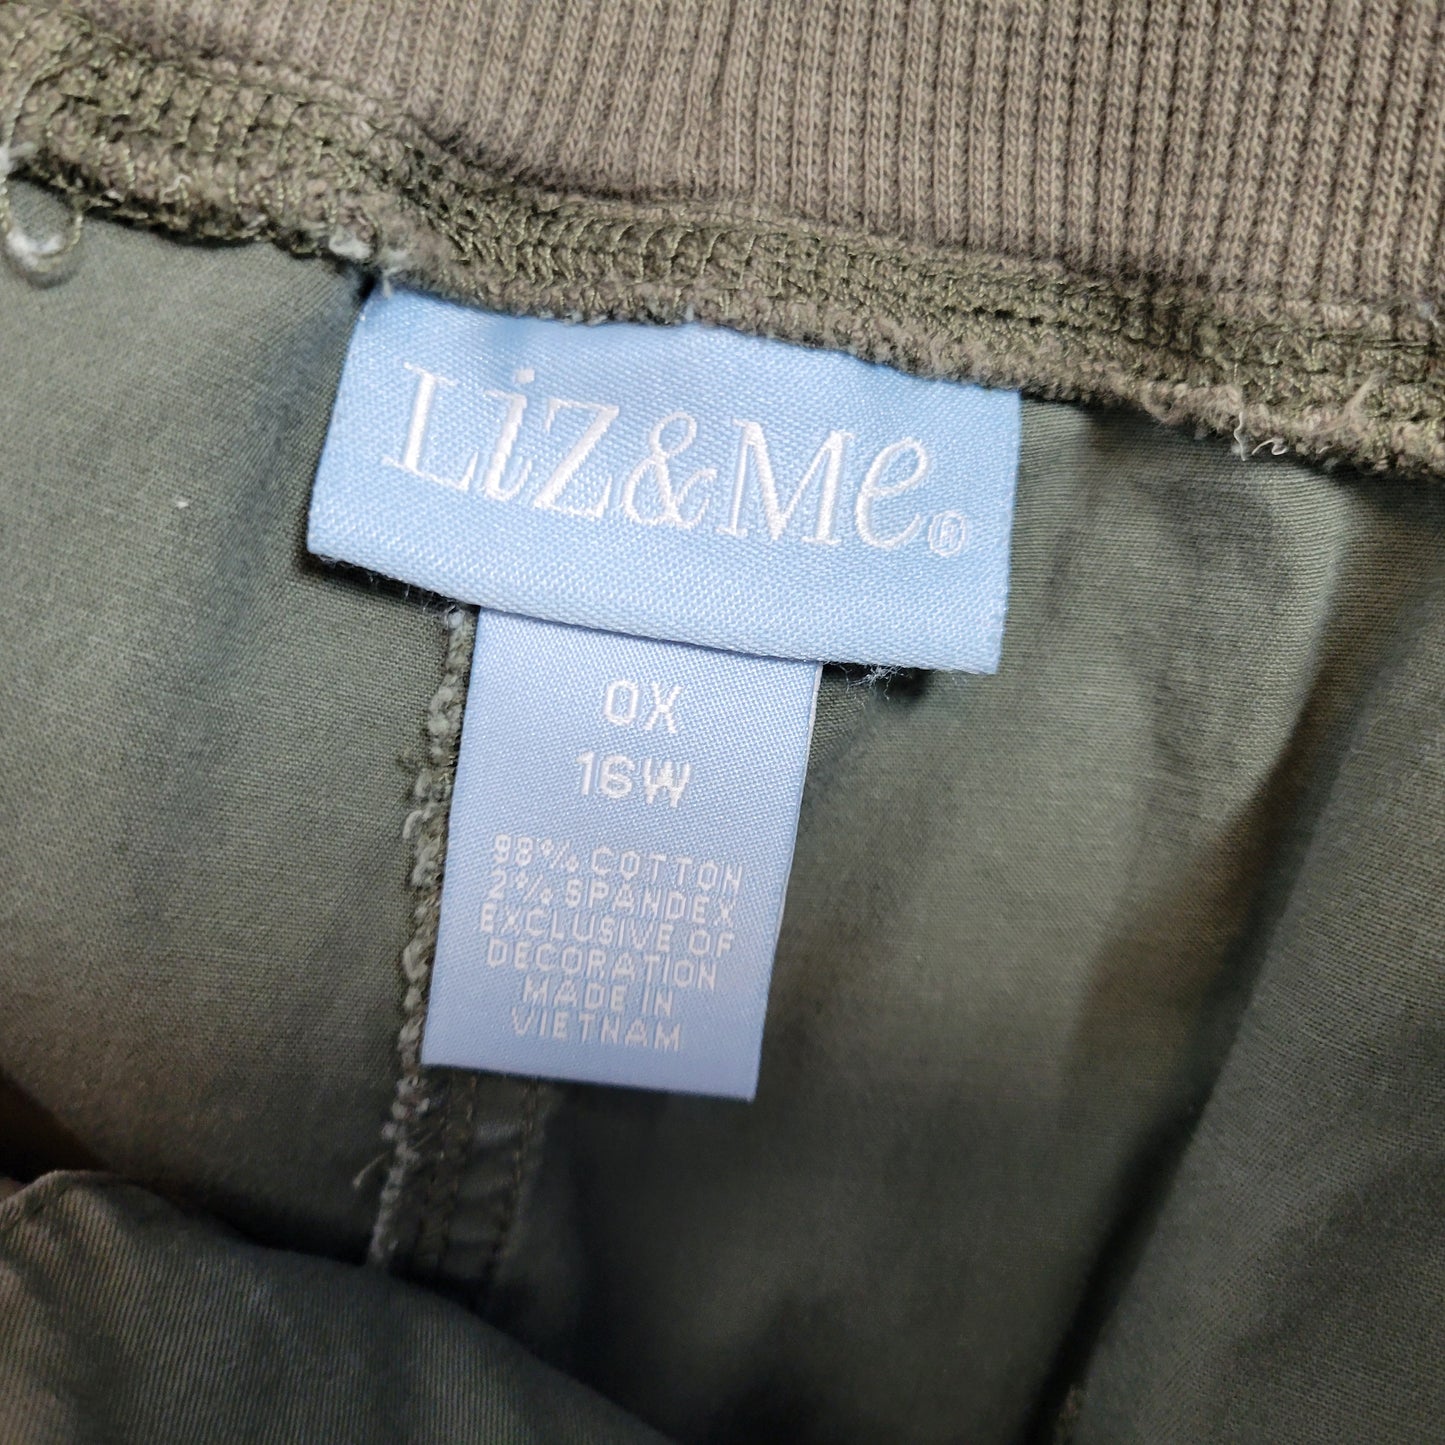 Liz&Me®
0X
16W
98% COTTON
2% SPANDEX
EXCLUSIVE OF
DECORATION
MADE IN
VIETNAM